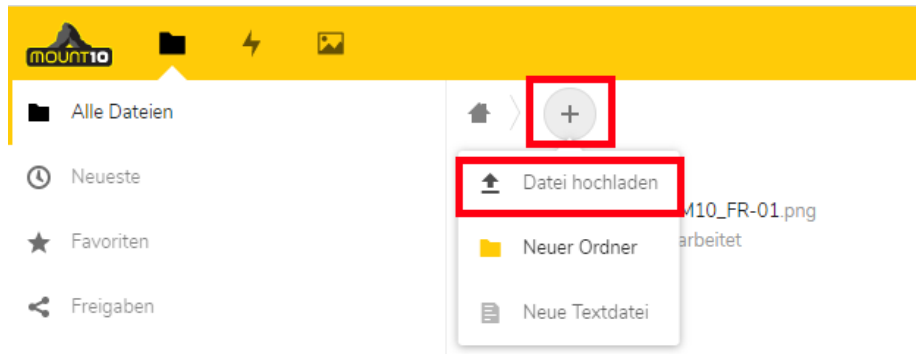 MOUNT10
Alle Dateien
Neueste
Favoriten
Freigaben
Datei hochladen
M10_FR-01.png
arbeitet
Neuer Ordner
Neue Textdatei